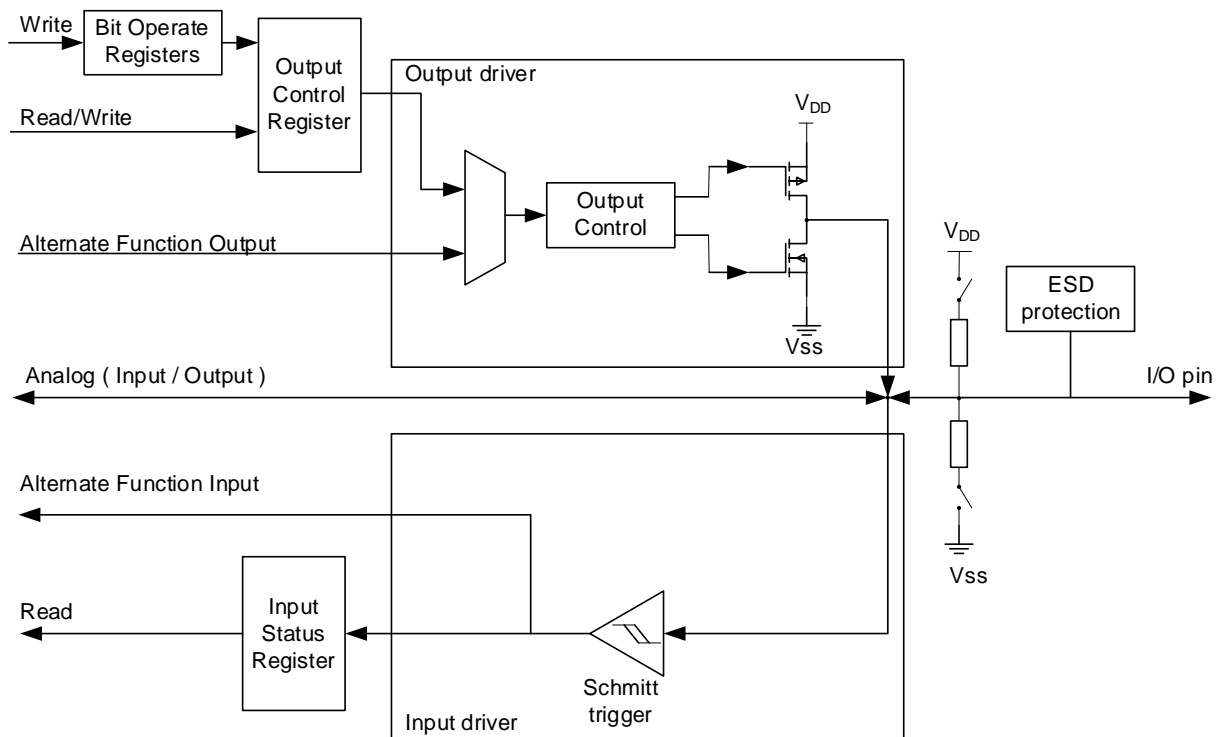 Write
Bit Operate
Registers
Output
Control
Register
Read/Write
Output driver
VDD
Output
Control
Alternate Function Output
Vss
VDD
ESD
protection
Analog ( Input / Output )
I/O pin
Alternate Function Input
Vss
Read
Input
Status
Register
Schmitt
trigger
Input driver